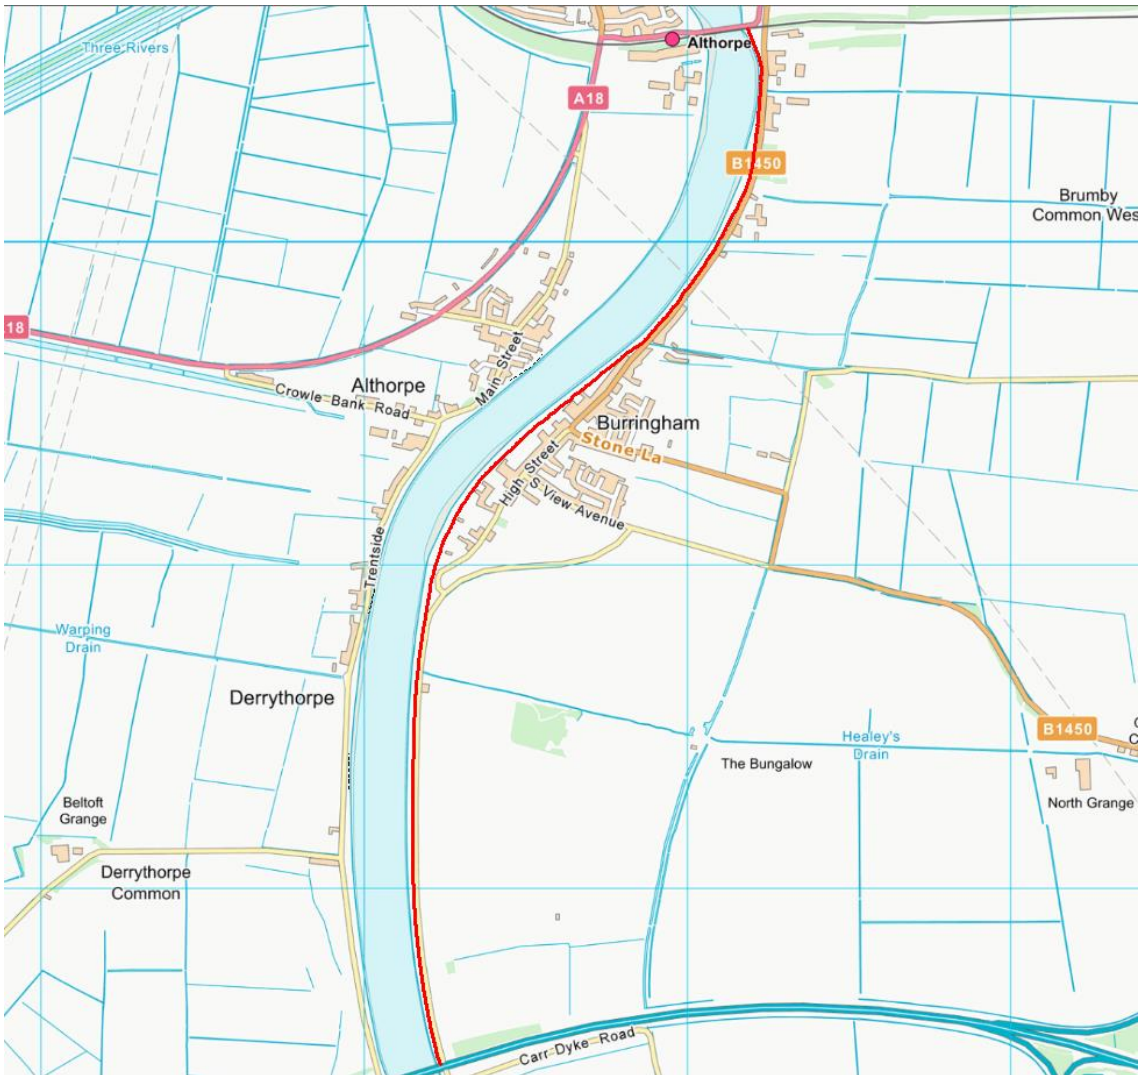 Three Rivers
Althorpe
A18
B1450
Brumby
Common Wes
18
Althorpe
Crowle Bank Road
Main Street
Burringham
Stone La
High Street
S View Avenue
Trentside
Warping
Drain
Derrythorpe
Healey's
Drain
B1450
The Bungalow
North Grange
Beltoft
Grange
Derrythorpe
Common
Carr Dyke Road